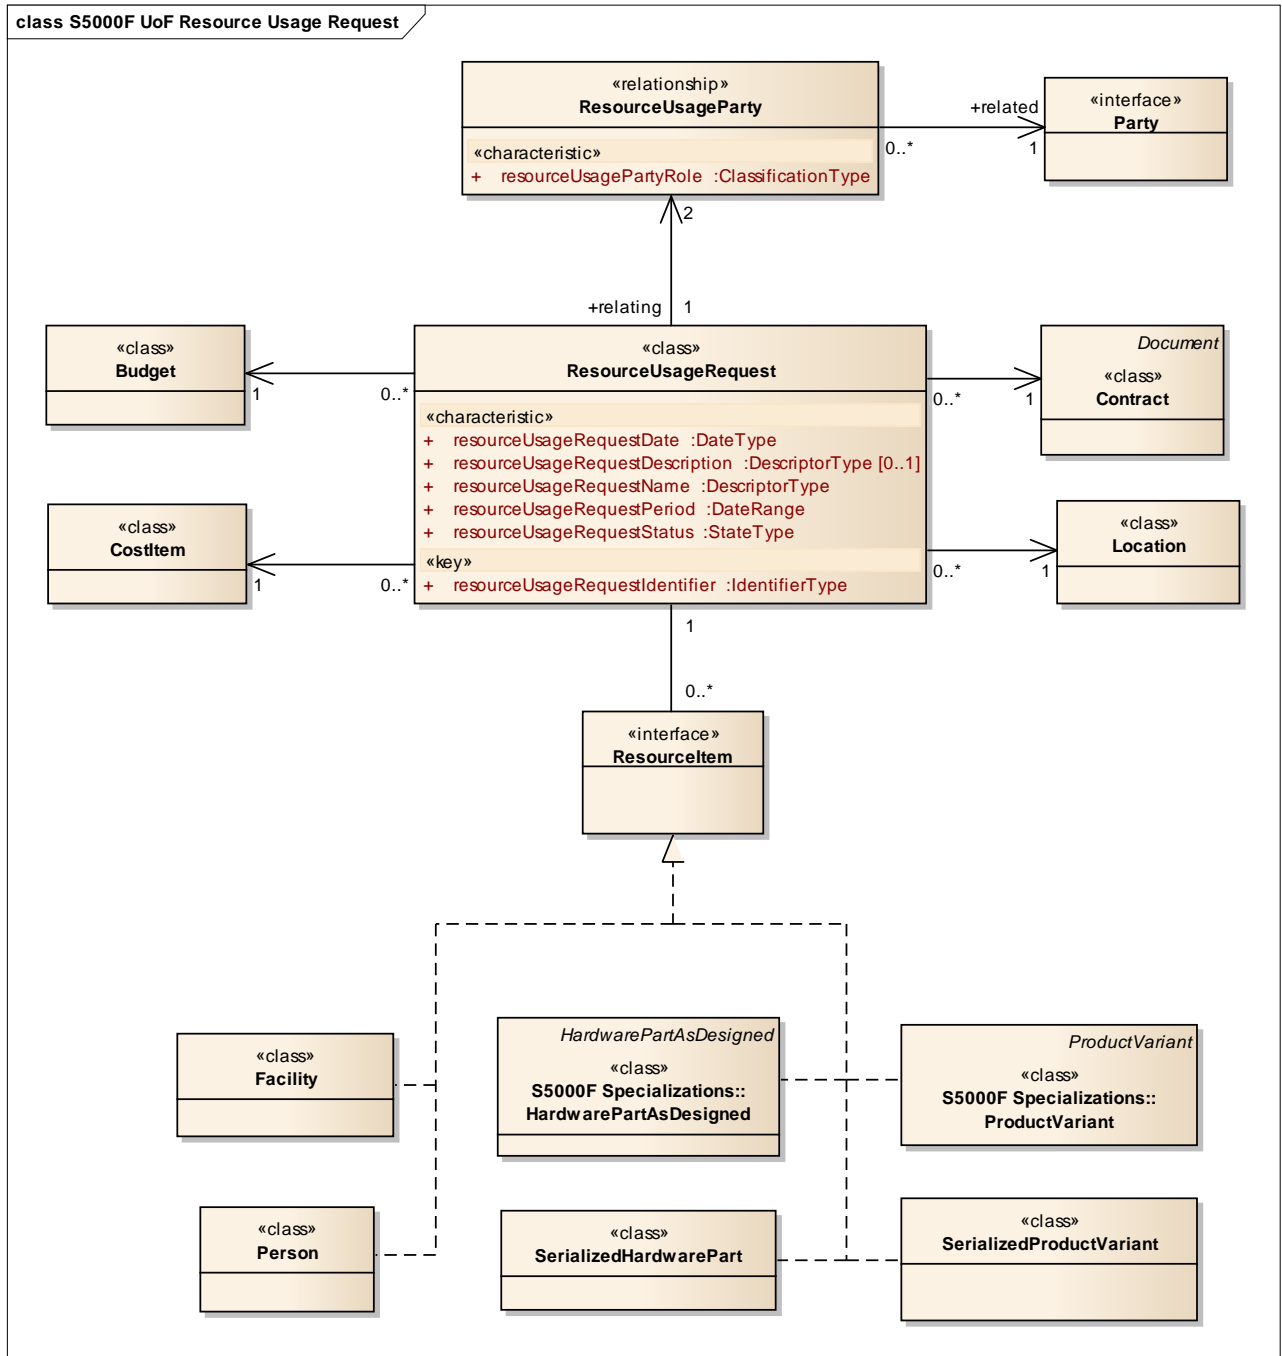 class S5000F UoF Resource Usage Request
«relationship»
ResourceUsageParty
«characteristic»
+ resourceUsagePartyRole :ClassificationType
+related
0..*
1
«interface»
Party
2
+relating
1
«class»
Budget
1
0..*
«class»
ResourceUsageRequest
«characteristic»
+ resourceUsageRequestDate :DateType
+ resourceUsageRequestDescription :DescriptorType [0..1]
+ resourceUsageRequestName :DescriptorType
+ resourceUsageRequestPeriod :DateRange
+ resourceUsageRequestStatus :StateType
«key»
+ resourceUsageRequestIdentifier :IdentifierType
0..*
1
Document
«class»
Contract
«class»
CostItem
1
0..*
0..*
1
«class»
Location
1
0..*
«interface»
ResourceItem
«class»
Facility
HardwarePartAsDesigned
«class»
S5000F Specializations::
HardwarePartAsDesigned
ProductVariant
«class»
S5000F Specializations::
ProductVariant
«class»
Person
«class»
SerializedHardwarePart
«class»
SerializedProductVariant